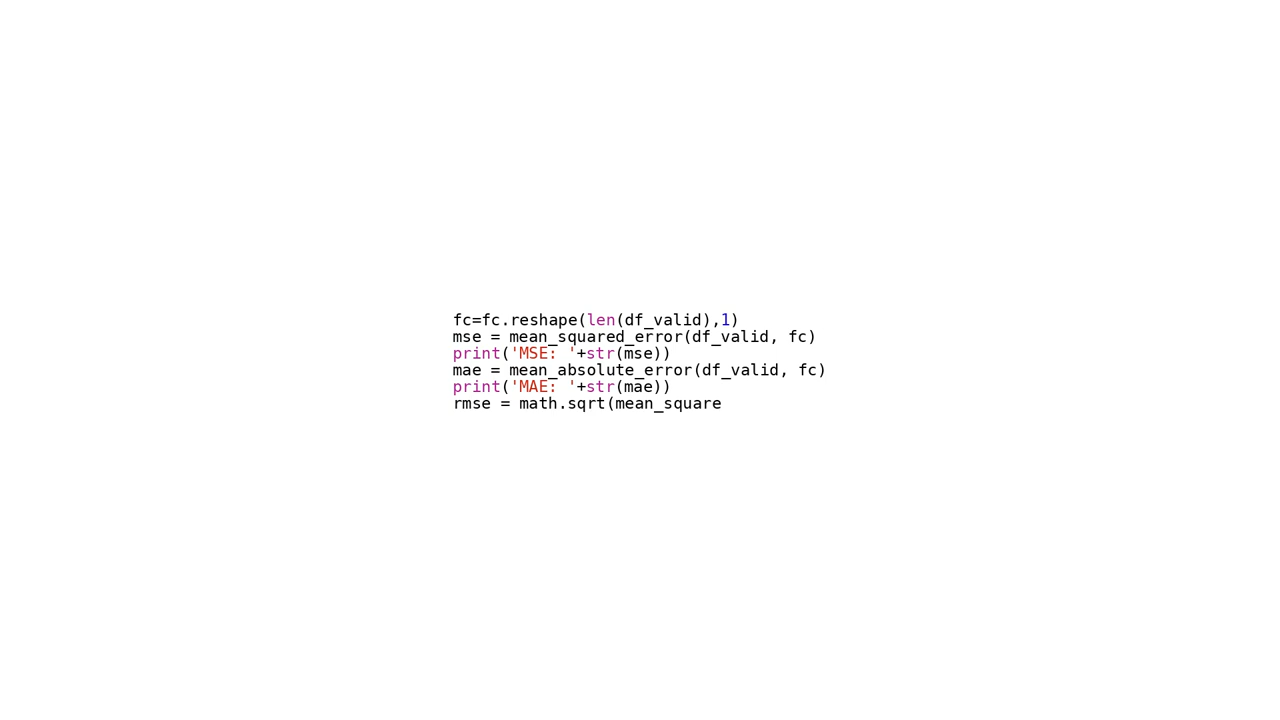 fc=fc.reshape(len(df_valid),1)
mse = mean_squared_error(df_valid, fc)
print('MSE: '+str(mse))
mae = mean_absolute_error(df_valid, fc)
print('MAE: '+str(mae))
rmse = math.sqrt(mean_square